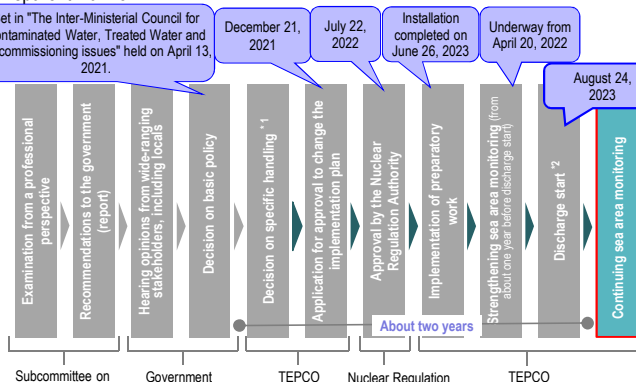 et in "The Inter-Ministerial Council for
ontaminated Water, Treated Water and
commissioning issues" held on April 13,
2021.
December 21,
2021
July 22,
2022
Installation
completed on
June 26, 2023
Underway from
April 20, 2022
August 24,
2023
Examination from a professional
perspective
Recommendations to the government
(report)
Hearing opinions from wide-ranging
stakeholders, including locals
Decision on basic policy
Decision on specific handling *1
Application for approval to change the
implementation plan
Approval by the Nuclear
Regulation Authority
Implementation of preparatory
work
Strengthening sea area monitoring (from
about one year before discharge start)
Discharge start *2
Continuing sea area monitoring
About two years
Subcommittee on
Government
TEPCO
Nuclear Regulation
TEPCO